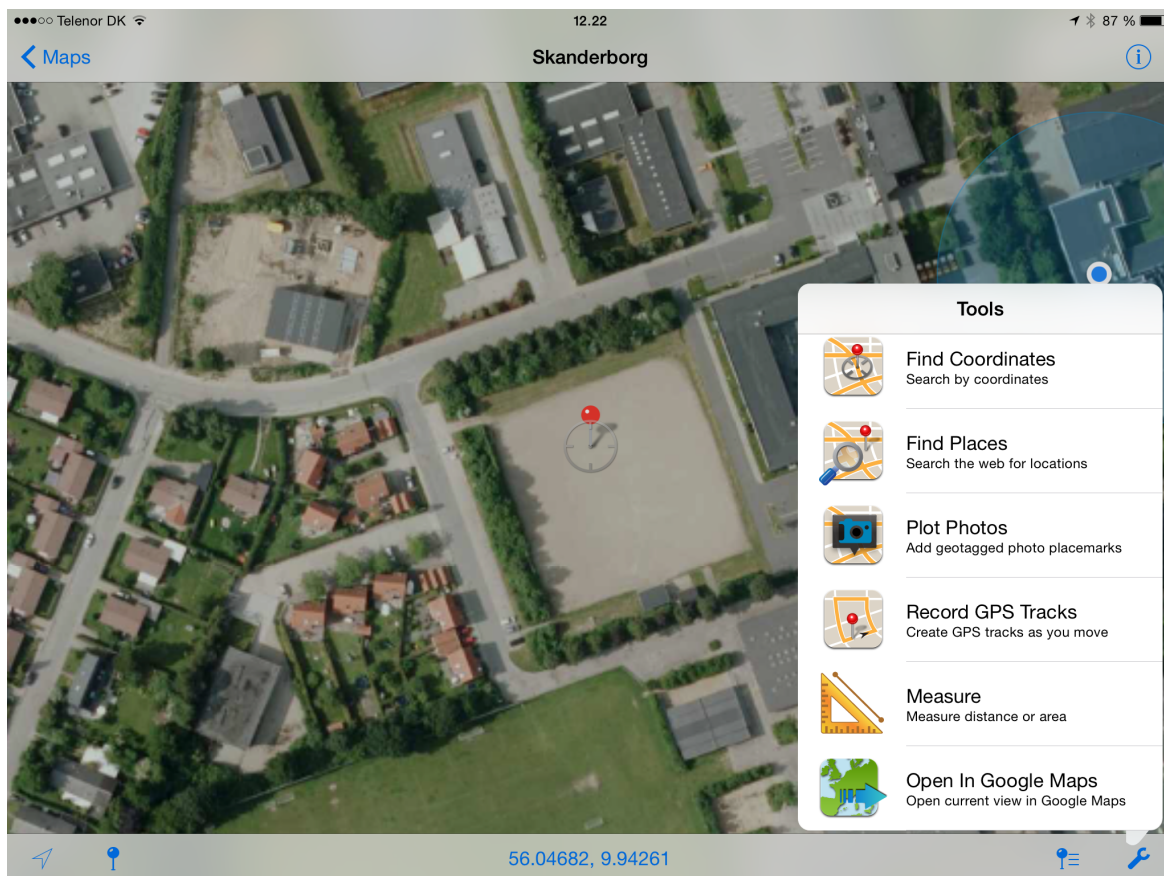 Telenor DK
12.22
87 %
Maps
Skanderborg
Tools
Find Coordinates
Search by coordinates
Find Places
Search the web for locations
Plot Photos
Add geotagged photo placemarks
Record GPS Tracks
Create GPS tracks as you move
Measure
Measure distance or area
Open In Google Maps
Open current view in Google Maps
56.04682, 9.94261